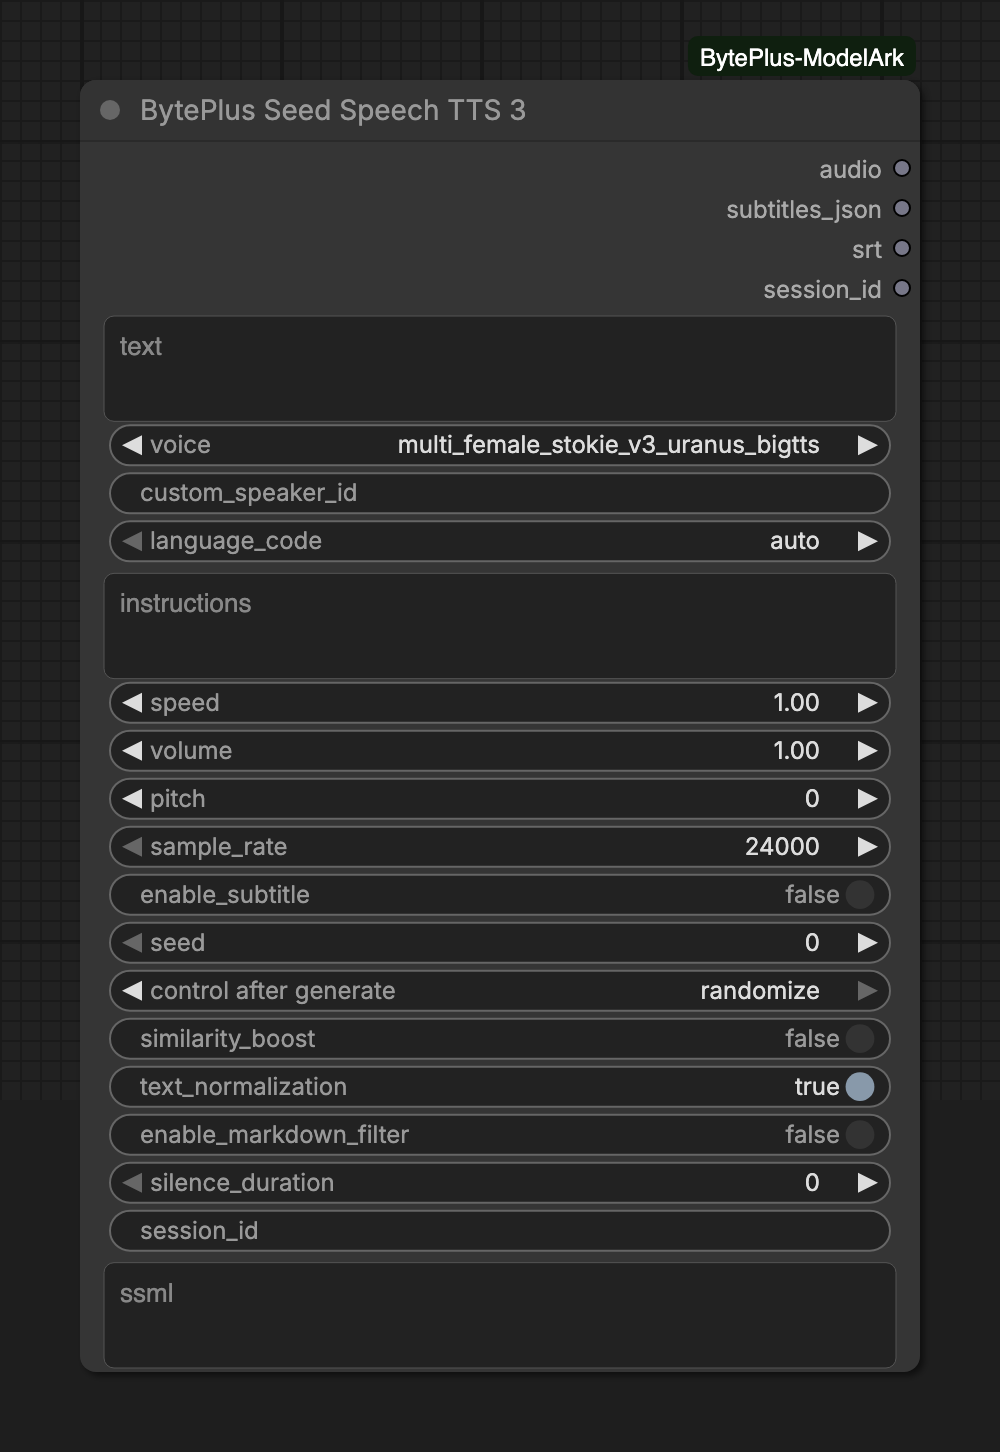 BytePlus-ModelArk
BytePlus Seed Speech TTS 3
audio
subtitles_json
srt
session_id
text
voice multi_female_stokie_v3_uranus_bigtts
custom_speaker_id
language_code auto
instructions
speed 1.00
volume 1.00
pitch 0
sample_rate 24000
enable_subtitle false
seed 0
control after generate randomize
similarity_boost false
text_normalization true
enable_markdown_filter false
silence_duration 0
session_id
ssml